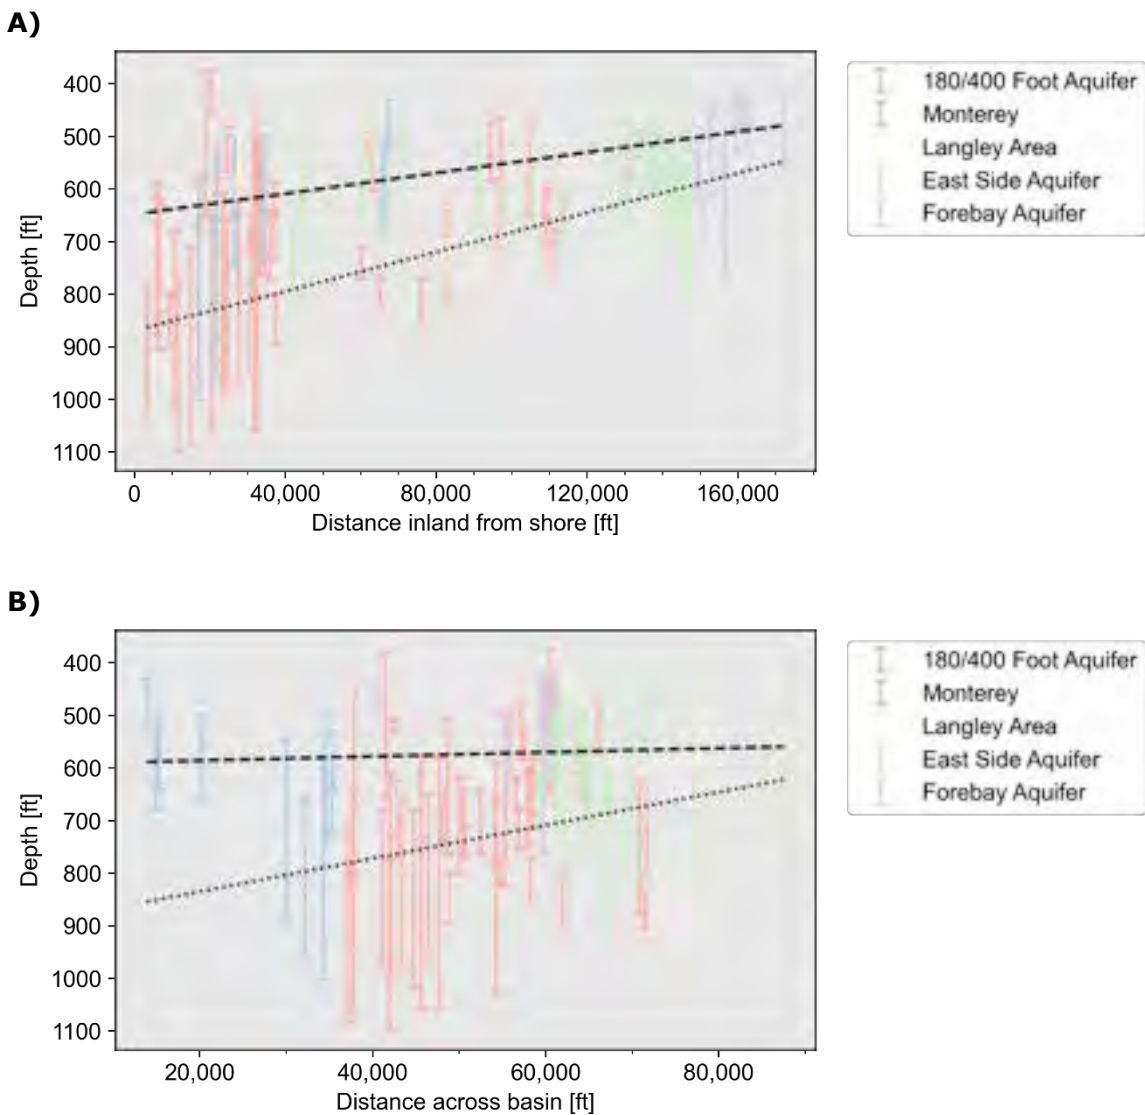 A)
400
500
600
700
800
900
1000
1100
Depth [ft]
0
40,000
80,000
120,000
160,000
Distance inland from shore [ft]
180/400 Foot Aquifer
Monterey
Langley Area
East Side Aquifer
Forebay Aquifer
B)
400
500
600
700
800
900
1000
1100
Depth [ft]
20,000
40,000
60,000
80,000
Distance across basin [ft]
180/400 Foot Aquifer
Monterey
Langley Area
East Side Aquifer
Forebay Aquifer